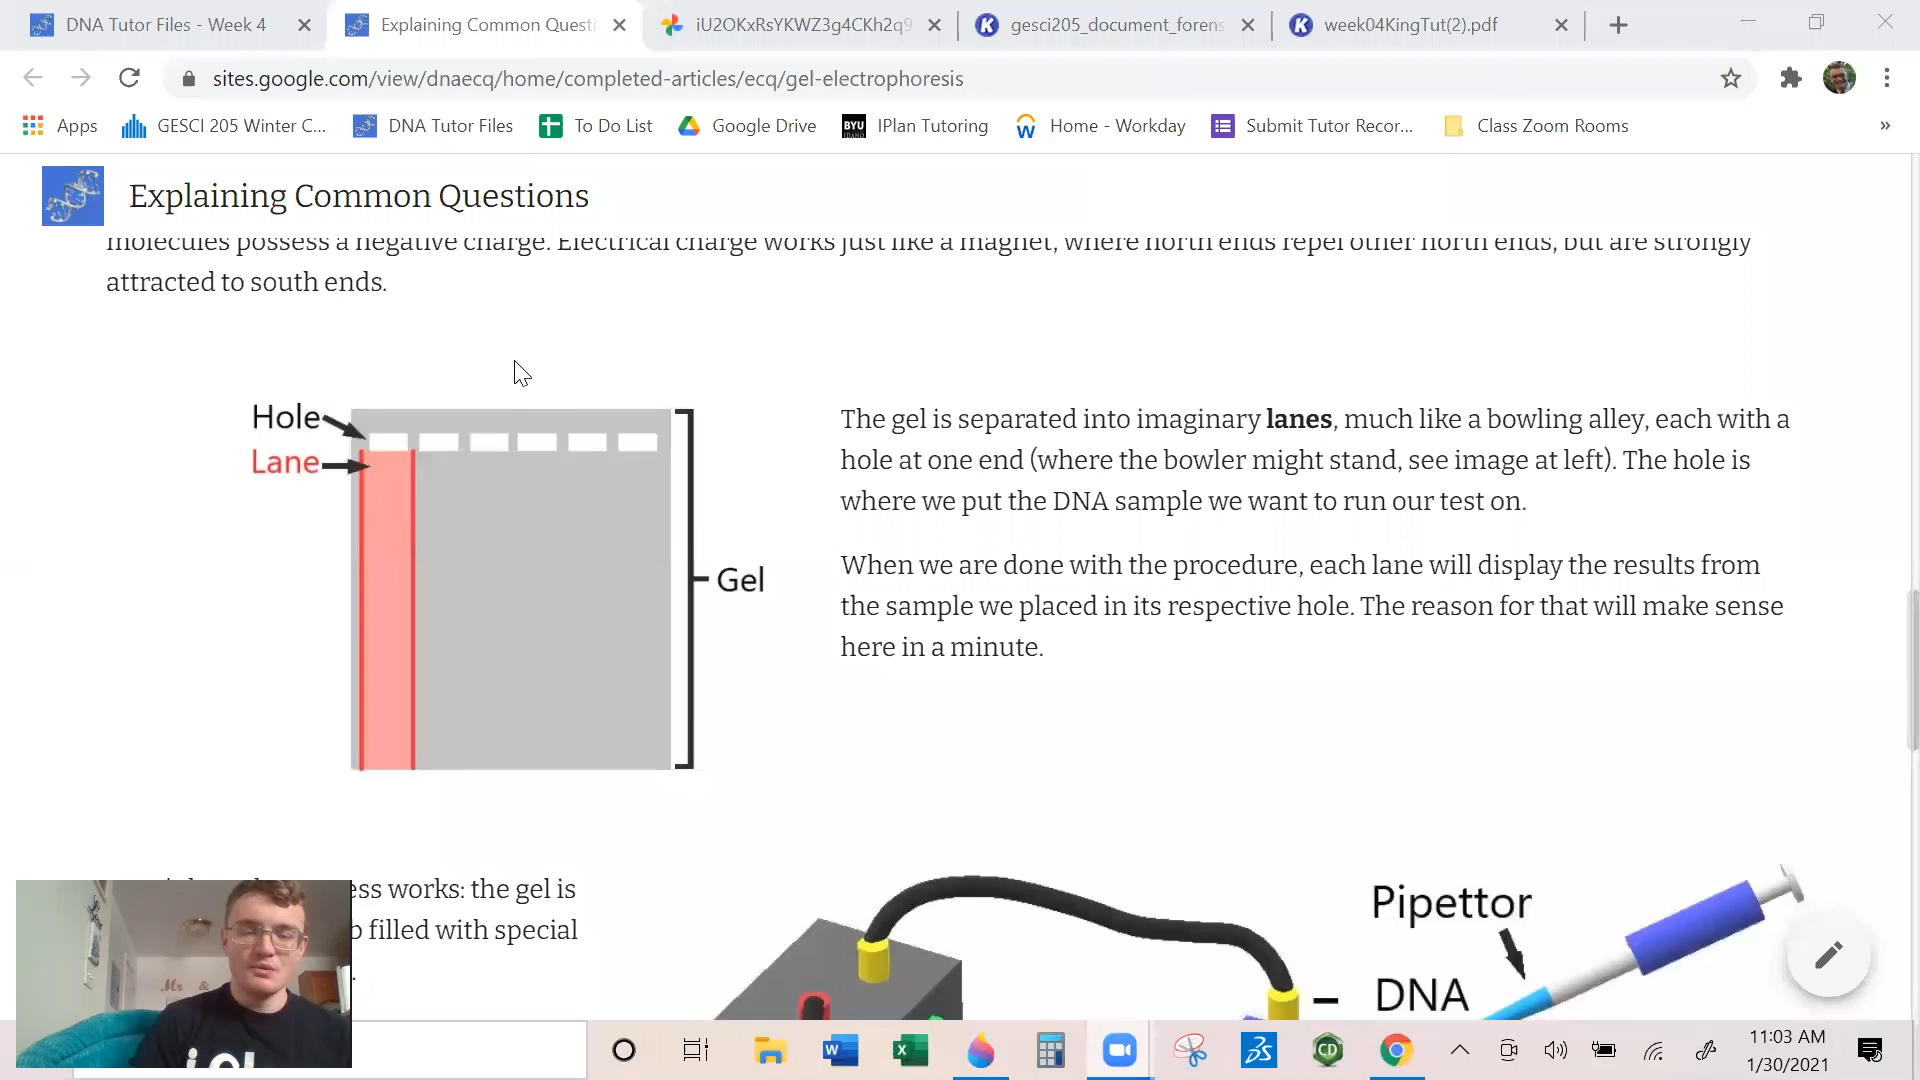 DNA Tutor Files - Week 4
Explaining Common Questi
iU2OKxRsYKWZ3g4CKh2q9
gesci205_document_forens
week04KingTut(2).pdf
sites.google.com/view/dnaecq/home/completed-articles/ecq/gel-electrophoresis
Apps
GESCI 205 Winter C...
DNA Tutor Files
To Do List
Google Drive
BYU
IPlan Tutoring
Home - Workday
Submit Tutor Recor...
Class Zoom Rooms
»
Explaining Common Questions
molecules possess a negative charge. Electrical charge works just like a magnet, where north ends repel other north ends, but are strongly
attracted to south ends.
Hole
Lane
Gel
The gel is separated into imaginary lanes, much like a bowling alley, each with a
hole at one end (where the bowler might stand, see image at left). The hole is
where we put the DNA sample we want to run our test on.
When we are done with the procedure, each lane will display the results from
the sample we placed in its respective hole. The reason for that will make sense
here in a minute.
ess works: the gel is
b filled with special
Pipettor
– DNA
Mr &
11:03 AM
1/30/2021